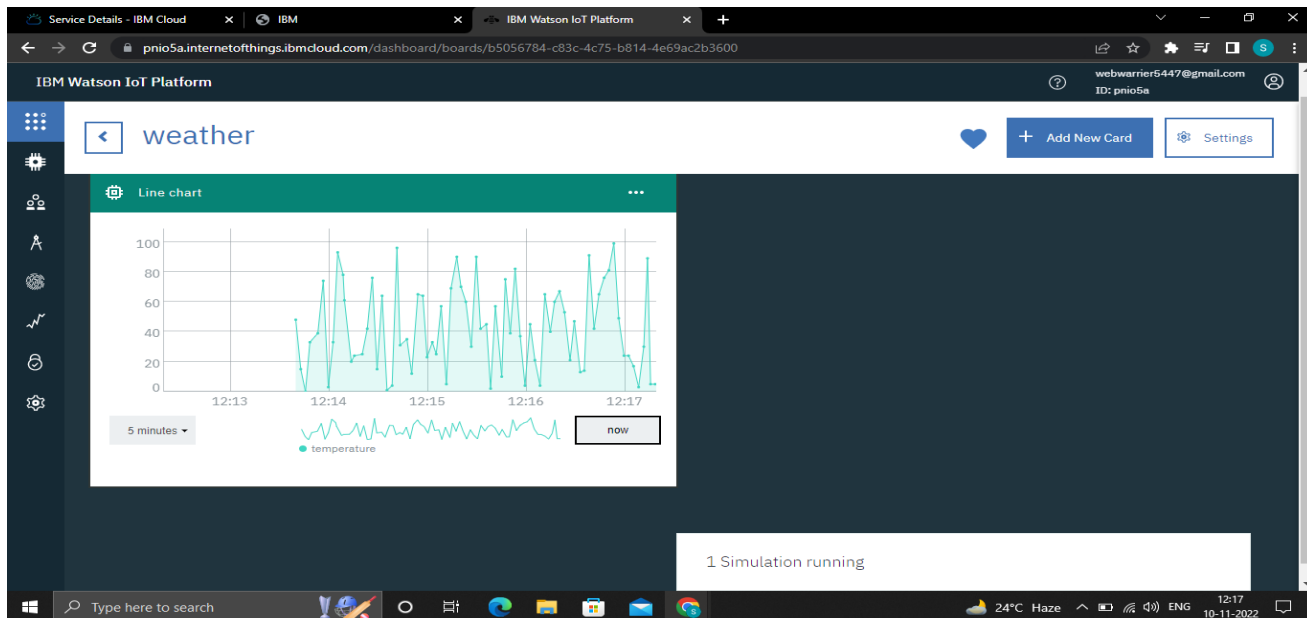 Service Details - IBM Cloud IBM IBM Watson IoT Platform
pnio5a.internetofthings.ibmcloud.com/dashboard/boards/b5056784-c83c-4c75-b814-4e69ac2b3600 S
IBM Watson IoT Platform
webwarrier5447@gmail.com
ID: pnio5a
weather
Add New Card
Settings
Line chart
100
80
60
40
20
0
12:13 12:14 12:15 12:16 12:17
5 minutes
now
temperature
1 Simulation running
Type here to search
24°C Haze
ENG
12:17
10-11-2022